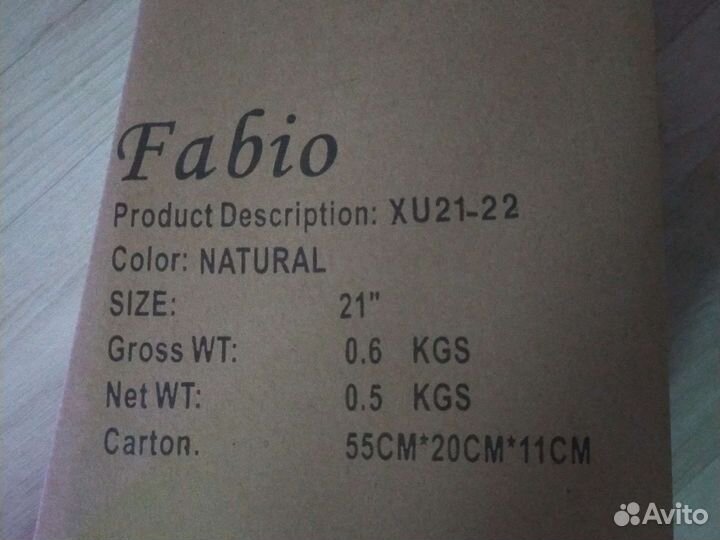 Fabio
Product Description: XU21-22
Color: NATURAL
SIZE: 21"
Gross WT: 0.6 KGS
Net WT: 0.5 KGS
Carton. 55CM*20CM*11CM
Avito